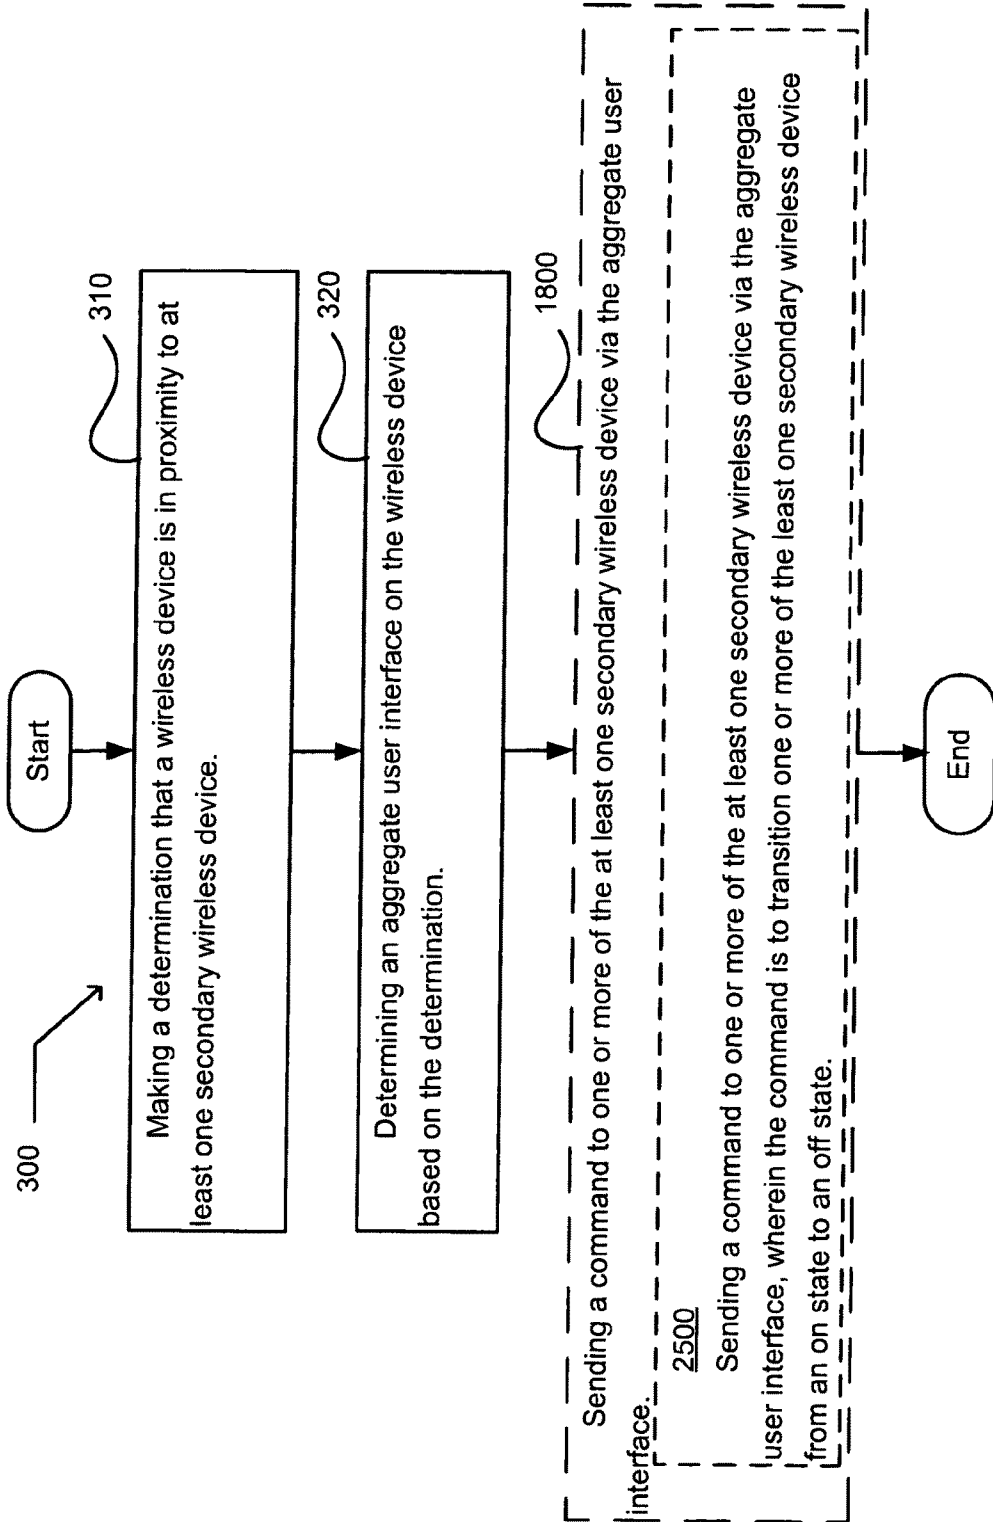 Start
300
310
Making a determination that a wireless device is in proximity to at
least one secondary wireless device.
320
Determining an aggregate user interface on the wireless device
based on the determination.
1800
Sending a command to one or more of the at least one secondary wireless device via the aggregate user
interface.
2500
Sending a command to one or more of the at least one secondary wireless device via the aggregate
user interface, wherein the command is to transition one or more of the least one secondary wireless device
from an on state to an off state.
End